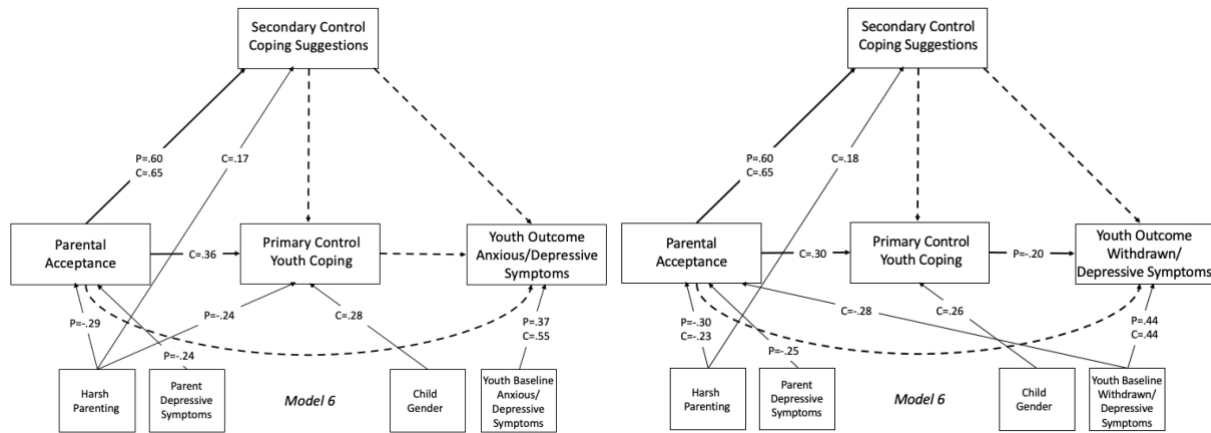 Secondary Control
Coping Suggestions
P=.60
C=.65
C=.17
Parental
Acceptance
C=.36
Primary Control
Youth Coping
Youth Outcome
Anxious/Depressive
Symptoms
P=-.29
P=-.24
P=-.24
C=.28
P=.37
C=.55
Harsh
Parenting
Parent
Depressive
Symptoms
Model 6
Child
Gender
Youth Baseline
Anxious/
Depressive
Symptoms
Secondary Control
Coping Suggestions
P=.60
C=.65
C=.18
Parental
Acceptance
C=.30
Primary Control
Youth Coping
P=-.20
Youth Outcome
Withdrawn/
Depressive Symptoms
P=-.30
C=-.23
P=-.25
C=-.28
C=.26
P=.44
C=.44
Harsh
Parenting
Parent
Depressive
Symptoms
Model 6
Child
Gender
Youth Baseline
Withdrawn/
Depressive
Symptoms